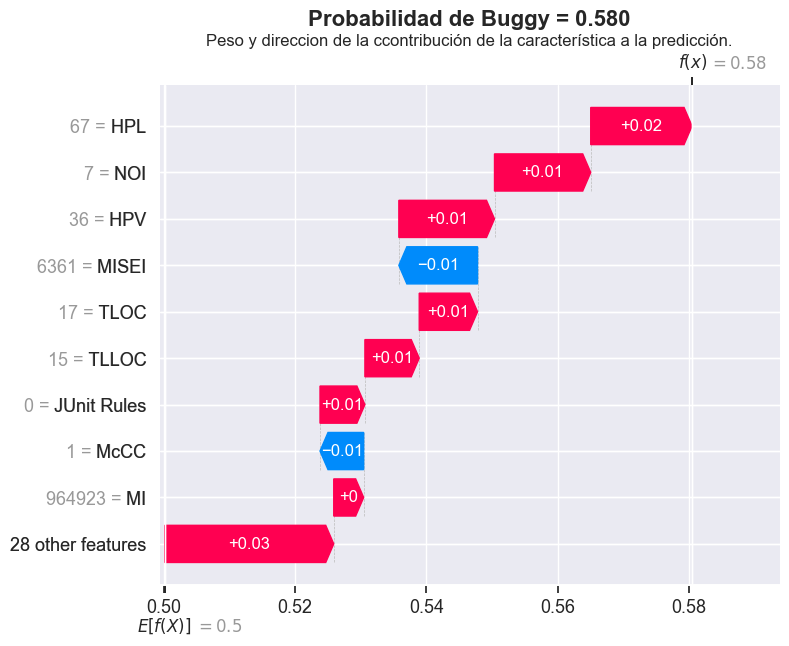 Probabilidad de Buggy = 0.580
Peso y direccion de la ccontribución de la característica a la predicción.
f(x) = 0.58
67 = HPL +0.02
7 = NOI +0.01
36 = HPV +0.01
6361 = MISEI −0.01
17 = TLOC +0.01
15 = TLLOC +0.01
0 = JUnit Rules +0.01
1 = McCC −0.01
964923 = MI +0
28 other features +0.03
0.50 0.52 0.54 0.56 0.58
E[f(X)] = 0.5